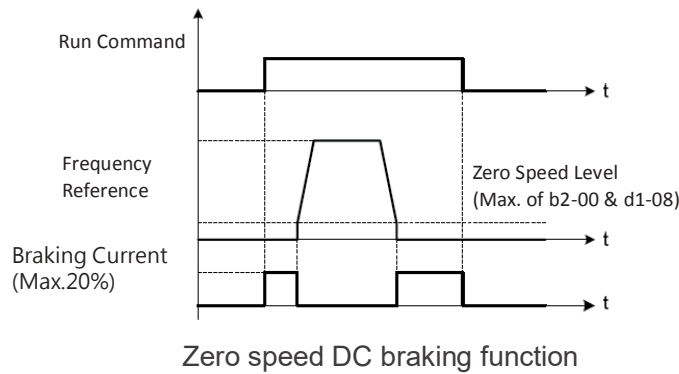 Run Command
t
Frequency
Reference
Zero Speed Level
(Max. of b2-00 & d1-08)
t
Braking Current
(Max.20%)
t
Zero speed DC braking function